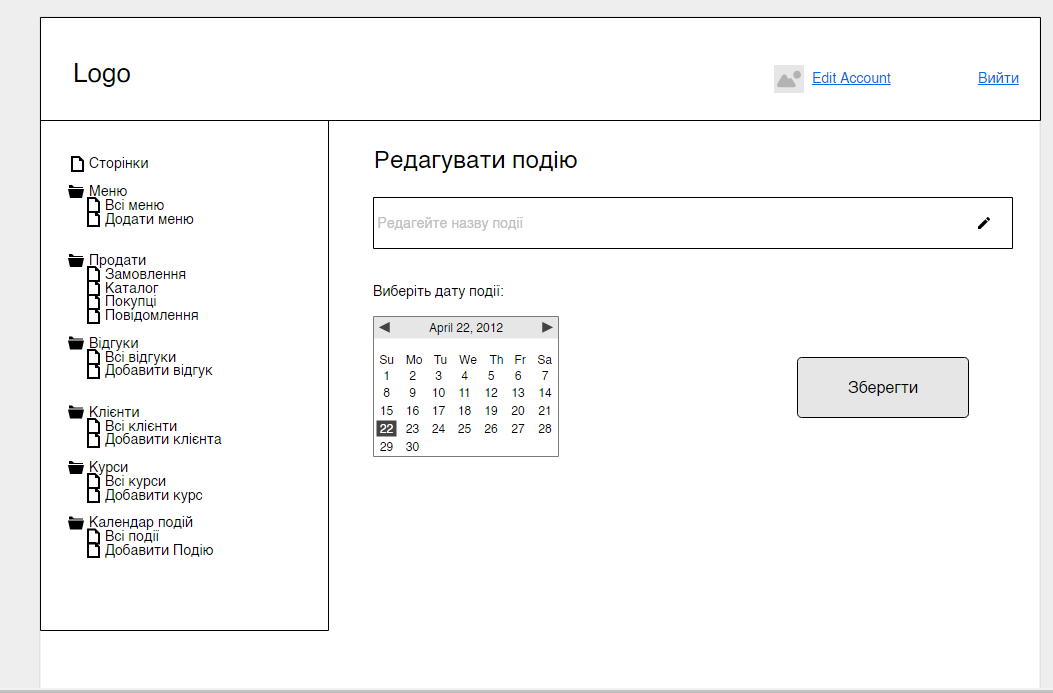 Logo
Edit Account
Вийти
Сторінки
Меню
Всі меню
Додати меню
Продати
Замовлення
Каталог
Покупці
Повідомлення
Відгуки
Всі відгуки
Добавити відгук
Клієнти
Всі клієнти
Добавити клієнта
Курси
Всі курси
Добавити курс
Календар подій
Всі події
Добавити Подію
Редагувати подію
Редагейте назву події
Виберіть дату події:
April 22, 2012
Su Mo Tu We Th Fr Sa
1 2 3 4 5 6 7
8 9 10 11 12 13 14
15 16 17 18 19 20 21
22 23 24 25 26 27 28
29 30
Зберегти